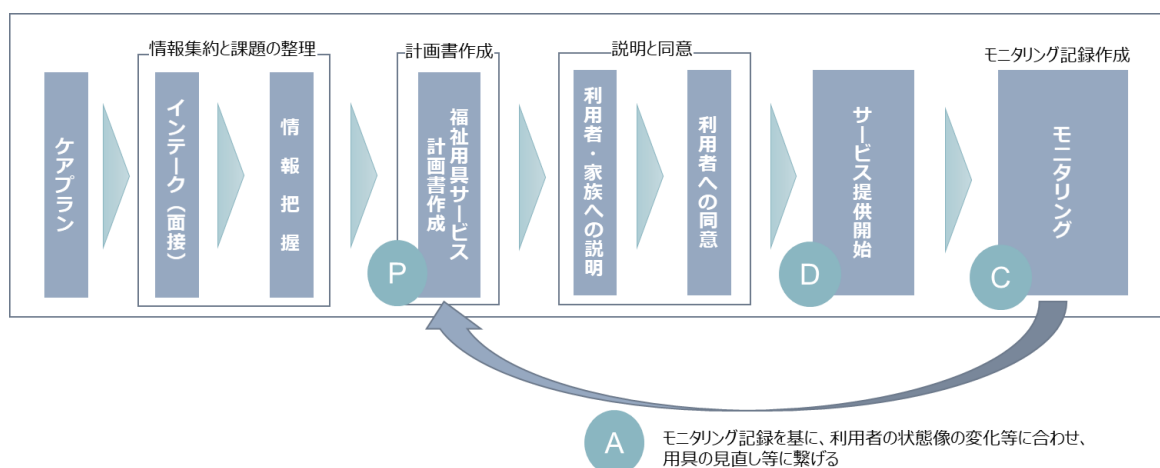 情報集約と課題の整理
計画書作成
説明と同意
モニタリング記録作成
ケアプラン
インテーク（面接）
情報把握
福祉用具サービス
計画書作成
利用者・家族への説明
利用者への同意
サービス提供開始
モニタリング
P
D
C
A
モニタリング記録を基に、利用者の状態像の変化等に合わせ、
用具の見直し等に繋げる